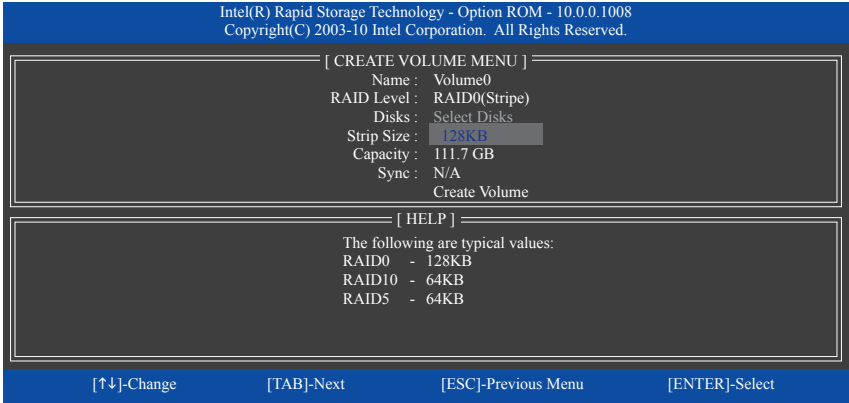 Intel(R) Rapid Storage Technology - Option ROM - 10.0.0.1008
Copyright(C) 2003-10 Intel Corporation. All Rights Reserved.
[ CREATE VOLUME MENU ]
Name : Volume0
RAID Level : RAID0(Stripe)
Disks : Select Disks
Strip Size : 128KB
Capacity : 111.7 GB
Sync : N/A
Create Volume
[ HELP ]
The following are typical values:
RAID0 - 128KB
RAID10 - 64KB
RAID5 - 64KB
[↑↓]-Change [TAB]-Next [ESC]-Previous Menu [ENTER]-Select